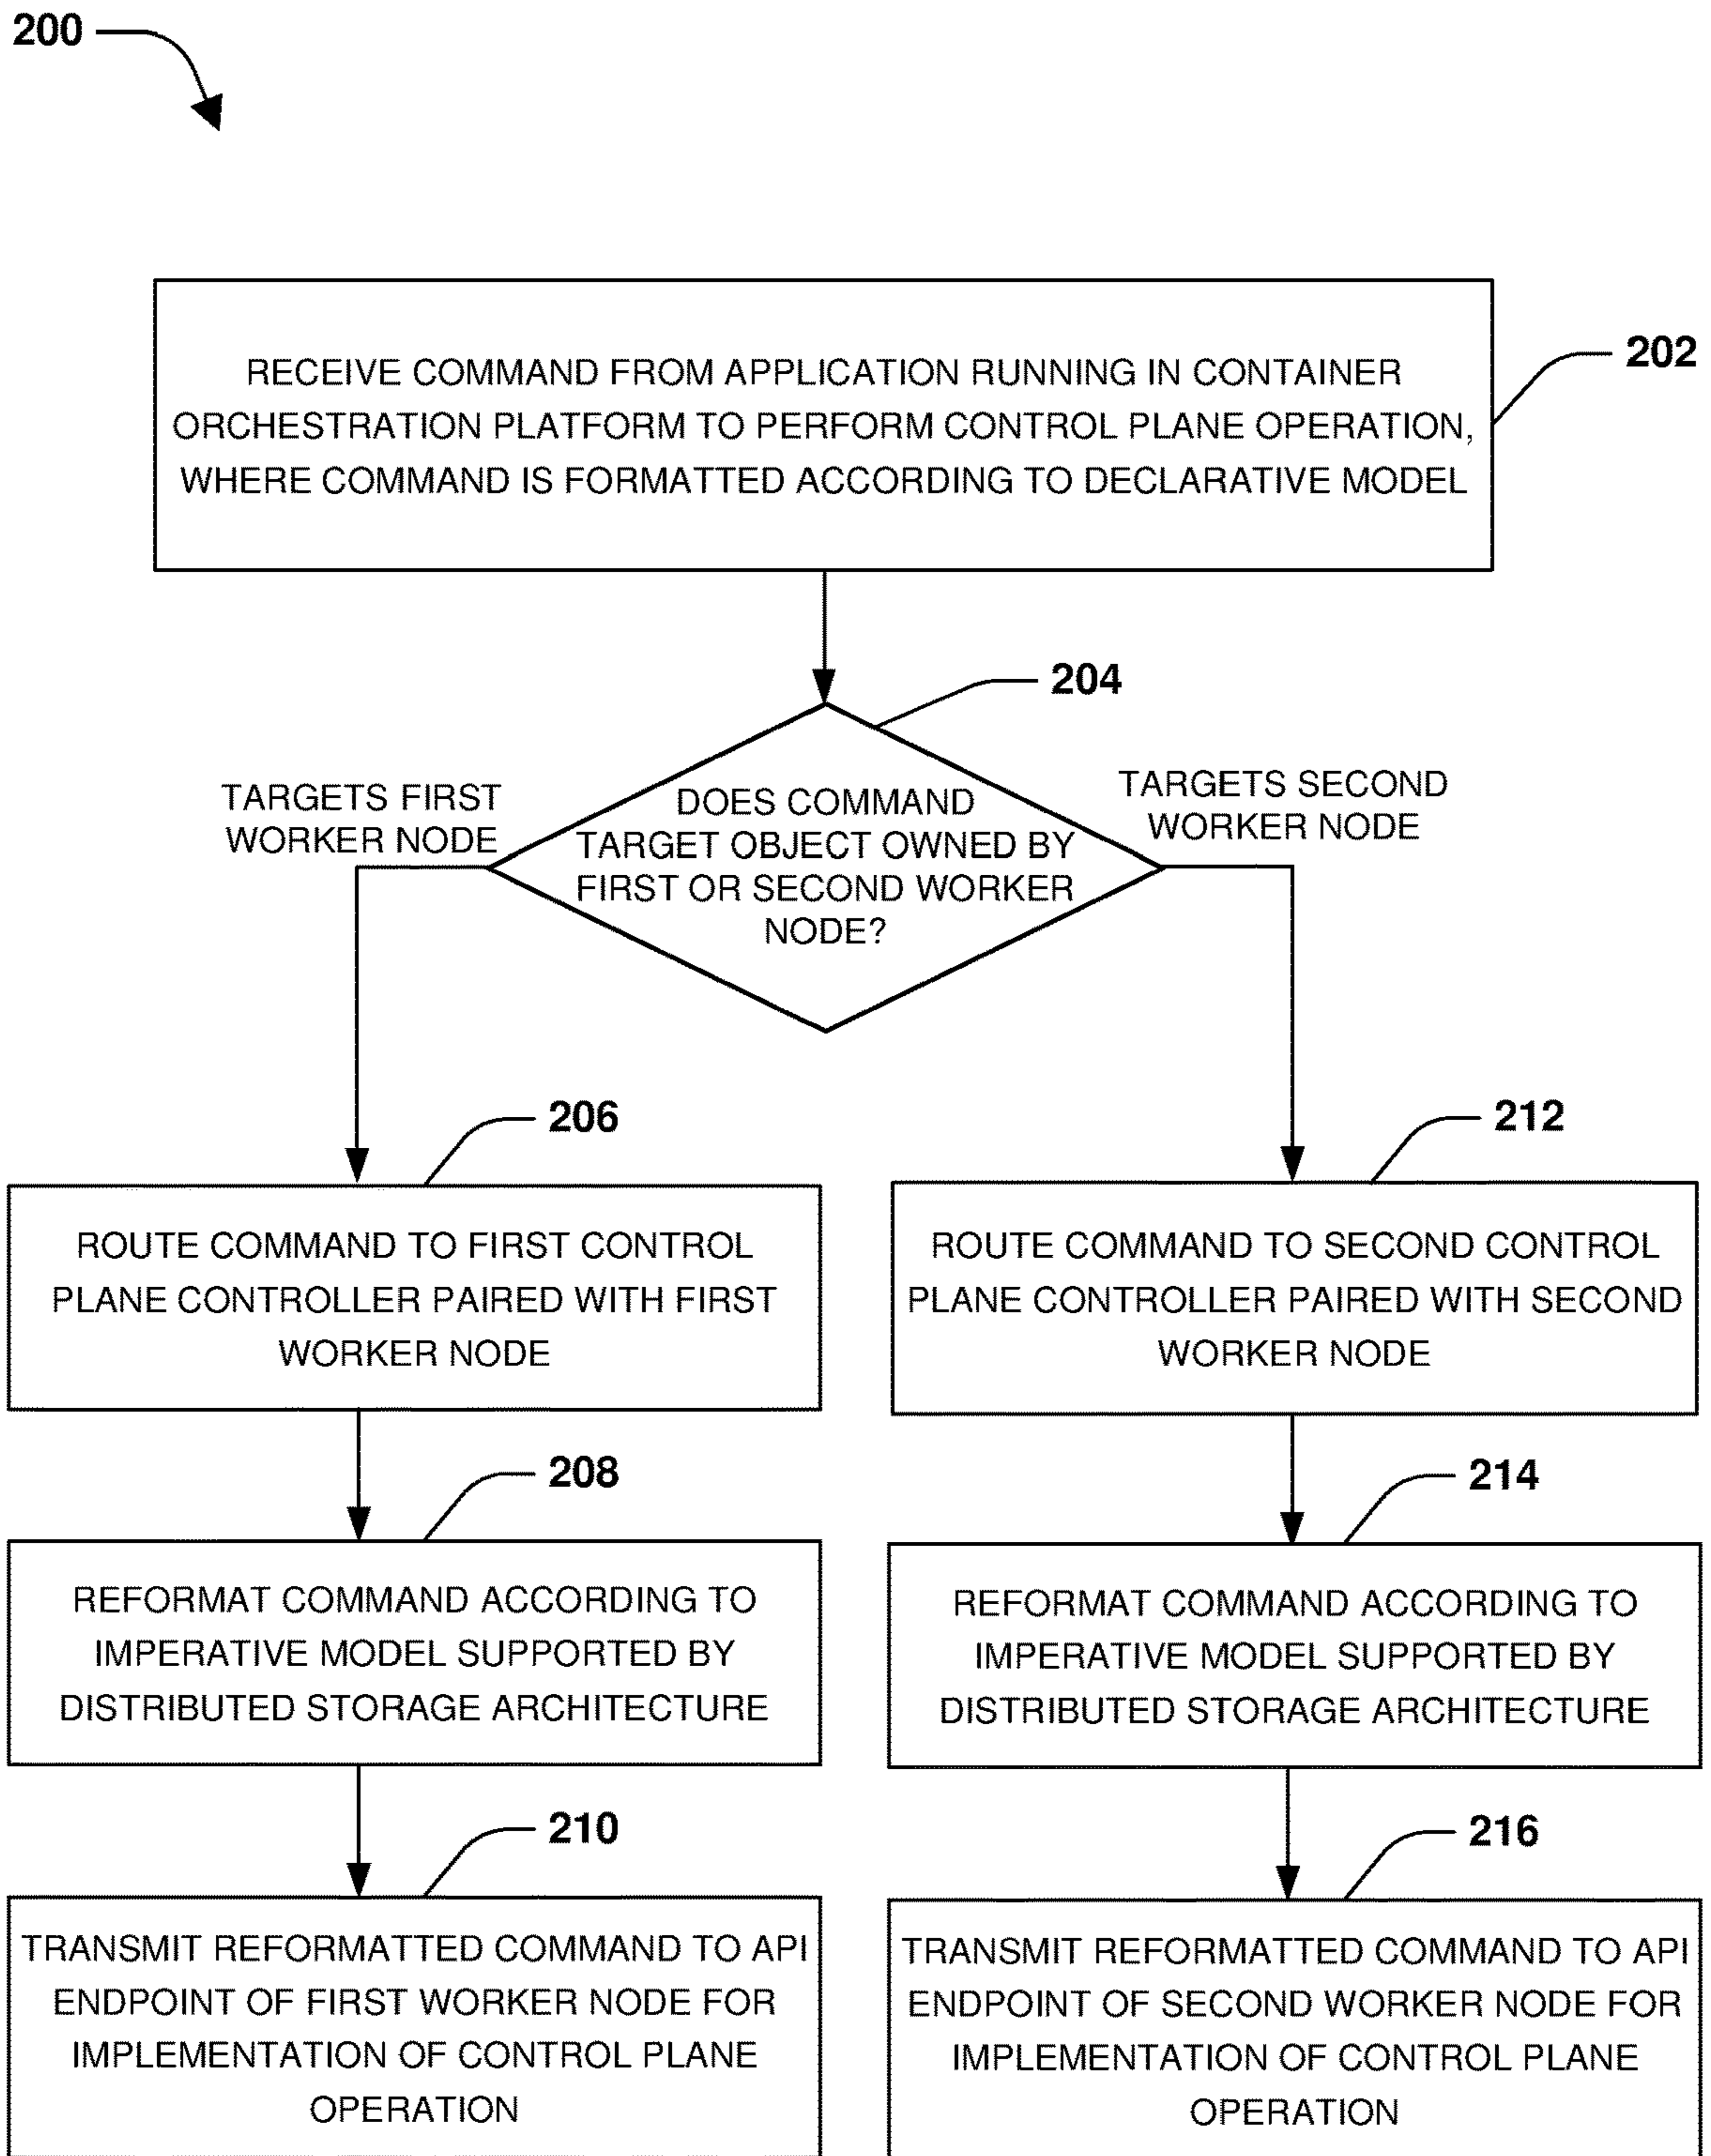 200
RECEIVE COMMAND FROM APPLICATION RUNNING IN CONTAINER
ORCHESTRATION PLATFORM TO PERFORM CONTROL PLANE OPERATION,
WHERE COMMAND IS FORMATTED ACCORDING TO DECLARATIVE MODEL
202
204
DOES COMMAND
TARGET OBJECT OWNED BY
FIRST OR SECOND WORKER
NODE?
TARGETS FIRST
WORKER NODE
TARGETS SECOND
WORKER NODE
206
ROUTE COMMAND TO FIRST CONTROL
PLANE CONTROLLER PAIRED WITH FIRST
WORKER NODE
208
REFORMAT COMMAND ACCORDING TO
IMPERATIVE MODEL SUPPORTED BY
DISTRIBUTED STORAGE ARCHITECTURE
210
TRANSMIT REFORMATTED COMMAND TO API
ENDPOINT OF FIRST WORKER NODE FOR
IMPLEMENTATION OF CONTROL PLANE
OPERATION
212
ROUTE COMMAND TO SECOND CONTROL
PLANE CONTROLLER PAIRED WITH SECOND
WORKER NODE
214
REFORMAT COMMAND ACCORDING TO
IMPERATIVE MODEL SUPPORTED BY
DISTRIBUTED STORAGE ARCHITECTURE
216
TRANSMIT REFORMATTED COMMAND TO API
ENDPOINT OF SECOND WORKER NODE FOR
IMPLEMENTATION OF CONTROL PLANE
OPERATION